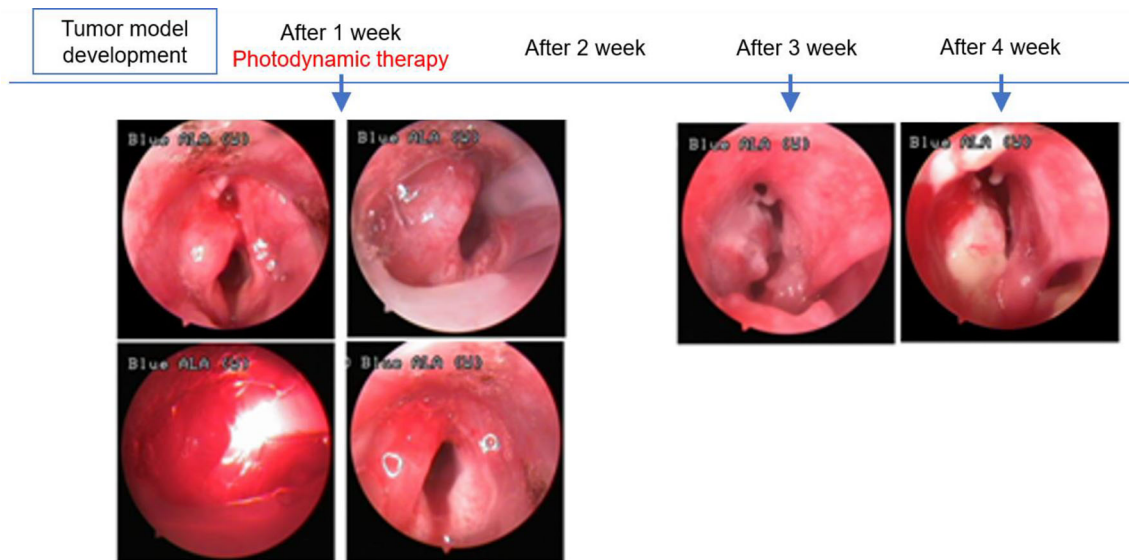 Tumor model
development
After 1 week
Photodynamic therapy
After 2 week
After 3 week
After 4 week
Blue ALA (W)
Blue ALA (W)
Blue ALA (W)
Blue ALA (W)
Blue ALA (W)
Blue ALA (W)